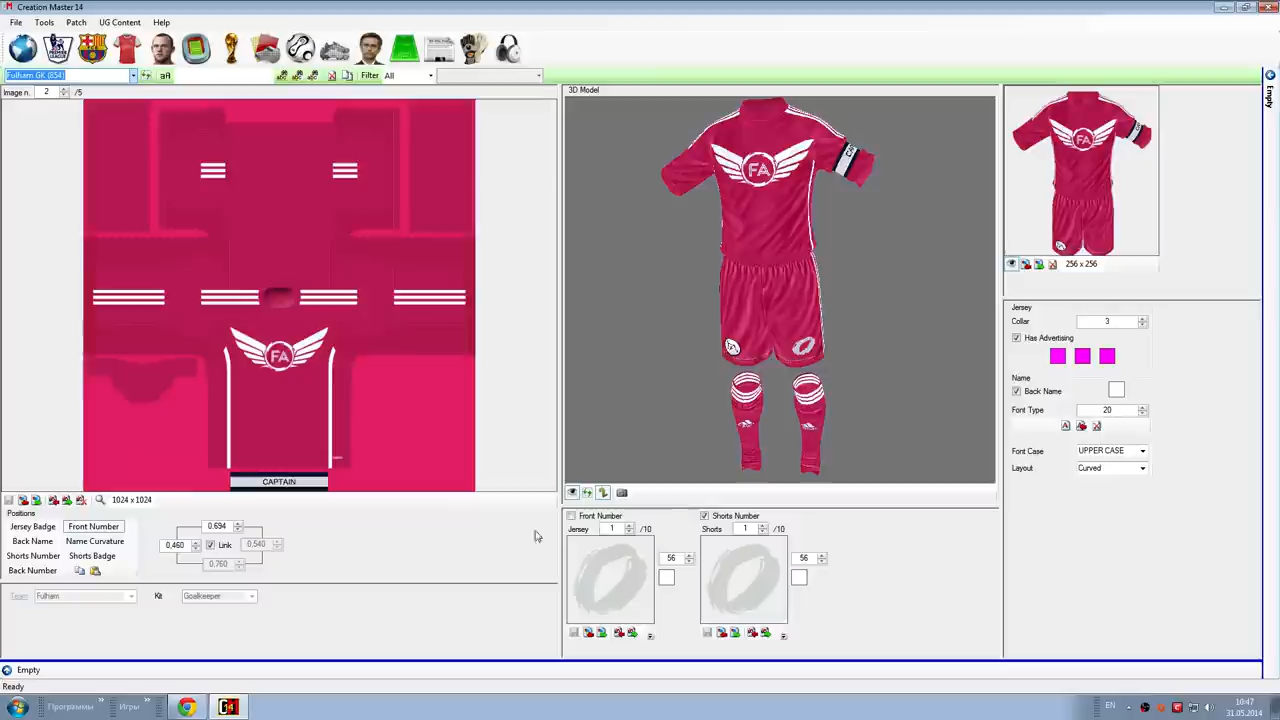 Creation Master 14
File Tools Patch UG Content Help
Fulham GK (854) aA Filter All
Image n. 2 /5
3D Model
Empty
FA
CAPTAIN
FA
256 x 256
Jersey
Collar 3
Has Advertising
Name
Back Name
Font Type 20
Font Case UPPER CASE
Layout Curved
1024 x 1024
Positions
Jersey Badge Front Number 0,694
Back Name Name Curvature 0,460 Link 0,540
Shorts Number Shorts Badge 0,760
Back Number
Team Fulham Kit Goalkeeper
Front Number
Jersey 1 /10
56
Shorts Number
Shorts 1 /10
56
Empty
Ready
Программы Игры EN 10:47
31.05.2014